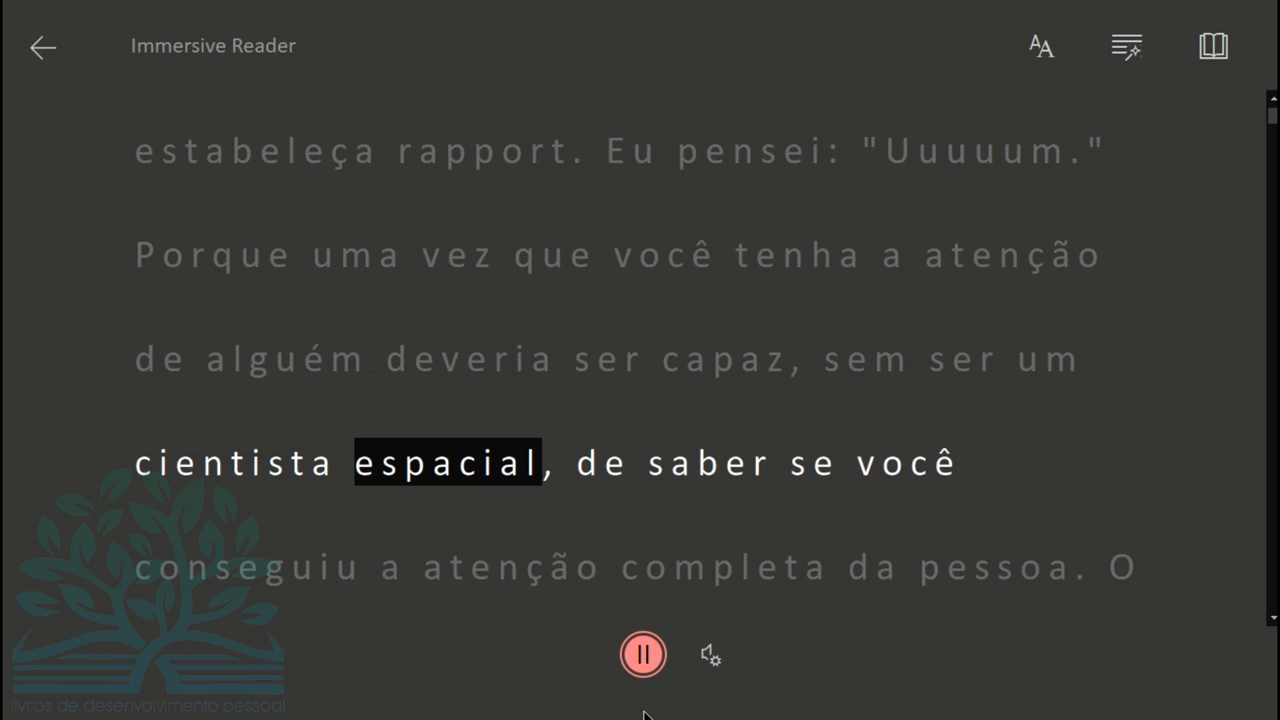 Immersive Reader
estabeleça rapport. Eu pensei: "Uuuuum."
Porque uma vez que você tenha a atenção
de alguém deveria ser capaz, sem ser um
cientista espacial, de saber se você
conseguiu a atenção completa da pessoa. O
livros de desenvolvimento pessoal